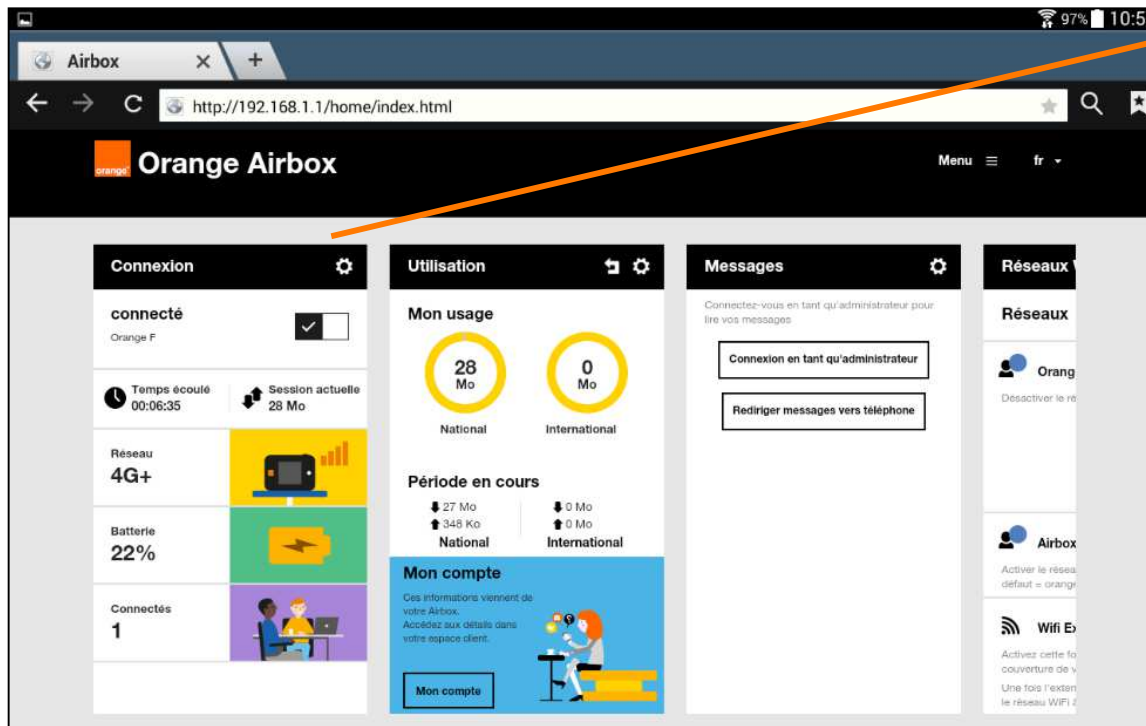 97% 10:5
Airbox
http://192.168.1.1/home/index.html
orange
Orange Airbox
Menu
fr
Connexion
connecté
Orange F
Temps écoulé
00:06:35
Session actuelle
28 Mo
Réseau
4G+
Batterie
22%
Connectés
1
Utilisation
Mon usage
28
Mo
National
0
Mo
International
Période en cours
27 Mo
348 Ko
National
0 Mo
0 Mo
International
Mon compte
Ces informations viennent de
votre Airbox.
Accédez aux détails dans
votre espace client.
Mon compte
Messages
Connectez-vous en tant qu'administrateur pour
lire vos messages
Connexion en tant qu'administrateur
Rediriger messages vers téléphone
Réseaux
Réseaux
Orang
Désactiver le ré
Airbox
Activer le résea
défaut = orange
Wifi Ex
Activez cette fo
couverture de v
Une fois l'exten
le réseau WiFi